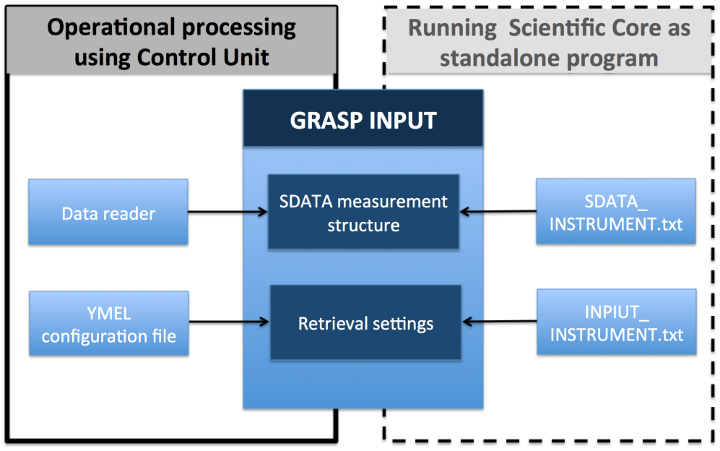 Operational processing
using Control Unit
Running Scientific Core as
standalone program
GRASP INPUT
Data reader
SDATA measurement
structure
SDATA_
INSTRUMENT.txt
YMEL
configuration file
Retrieval settings
INPIUT_
INSTRUMENT.txt